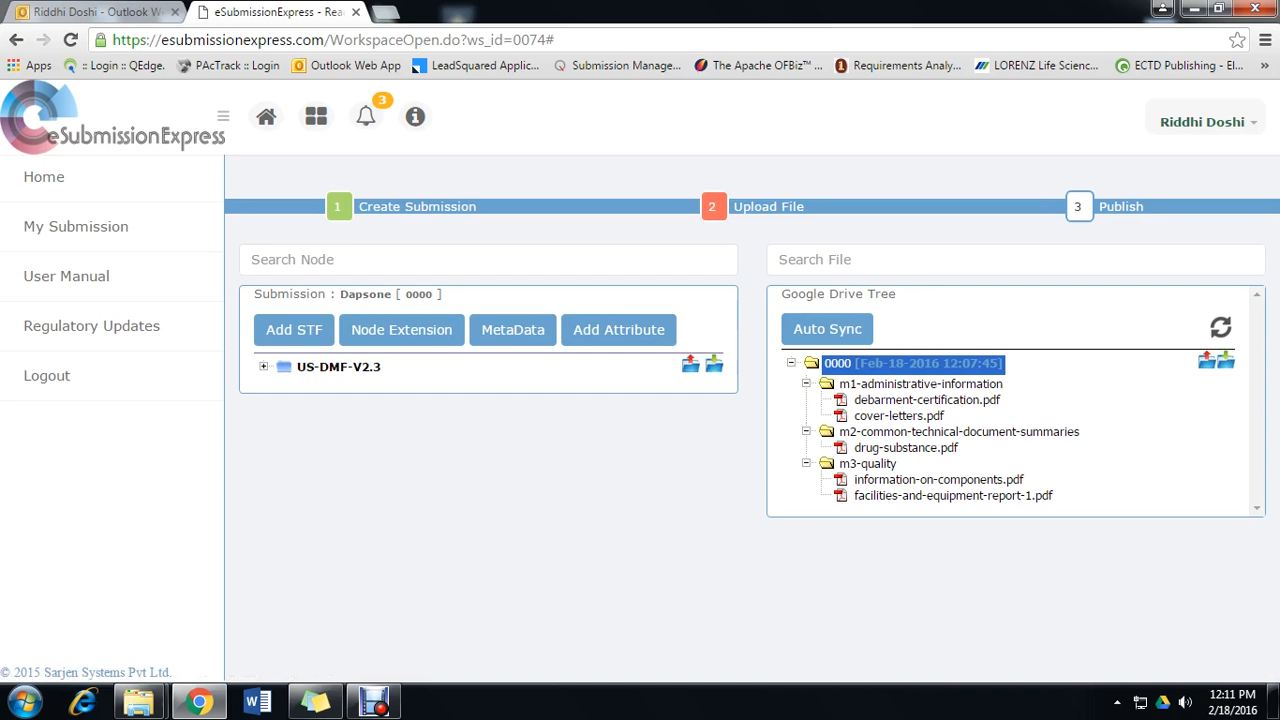 Riddhi Doshi - Outlook W
eSubmissionExpress - Rea
https://esubmissionexpress.com/WorkspaceOpen.do?ws_id=0074#
Apps
:: Login :: QEdge.
PAcTrack :: Login
Outlook Web App
LeadSquared Applic...
Submission Manage...
The Apache OFBiz™ ...
Requirements Analy...
LORENZ Life Scienc...
ECTD Publishing - El...
»
eSubmissionExpress
3
Riddhi Doshi
Home
My Submission
User Manual
Regulatory Updates
Logout
1 Create Submission
2 Upload File
3 Publish
Search Node
Submission : Dapsone [ 0000 ]
Add STF
Node Extension
MetaData
Add Attribute
US-DMF-V2.3
Search File
Google Drive Tree
Auto Sync
0000 [Feb-18-2016 12:07:45]
m1-administrative-information
debarment-certification.pdf
cover-letters.pdf
m2-common-technical-document-summaries
drug-substance.pdf
m3-quality
information-on-components.pdf
facilities-and-equipment-report-1.pdf
© 2015 Sarjen Systems Pvt Ltd.
12:11 PM
2/18/2016